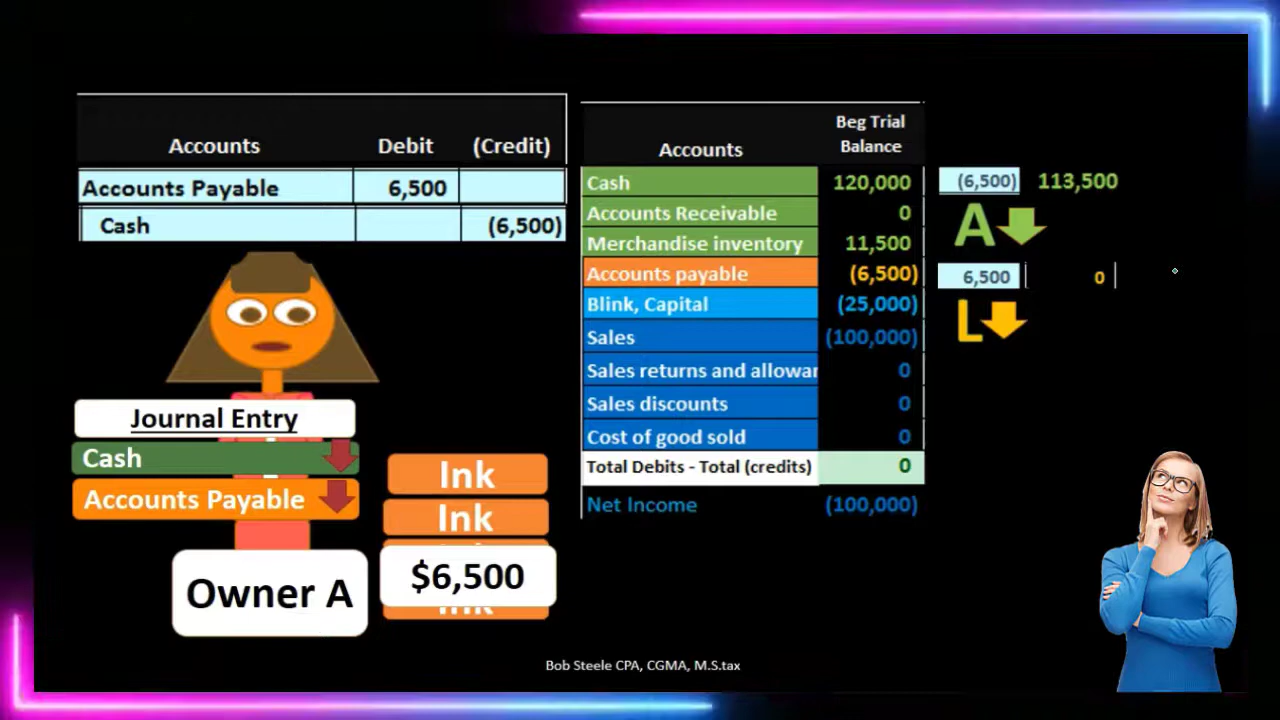 Accounts Debit (Credit)
Accounts Payable 6,500
Cash (6,500)
Journal Entry
Cash
Accounts Payable
Owner A
Ink
Ink
$6,500
Accounts Beg Trial Balance
Cash 120,000 (6,500) 113,500
Accounts Receivable 0
A
Merchandise inventory 11,500
Accounts payable (6,500) 6,500 0
Blink, Capital (25,000)
L
Sales (100,000)
Sales returns and allowar 0
Sales discounts 0
Cost of good sold 0
Total Debits - Total (credits) 0
Net Income (100,000)
Bob Steele CPA, CGMA, M.S.tax